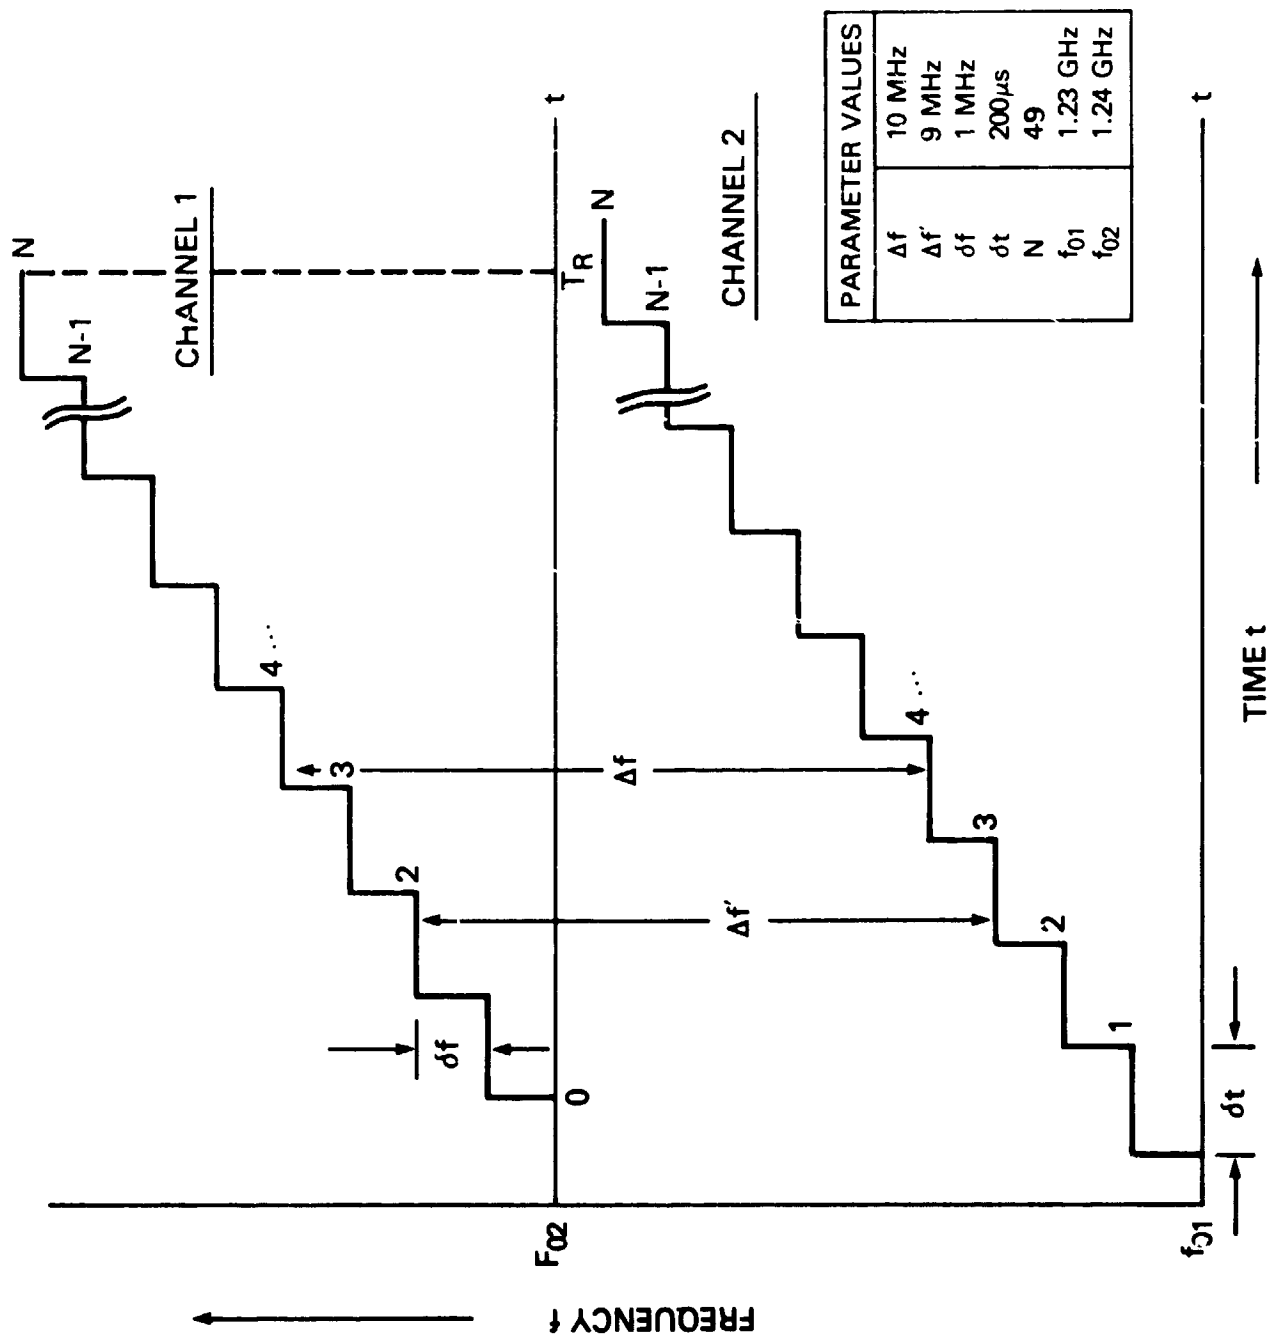 N
N-1
CHANNEL 1
4 ...
3
2
δf
0
F02
t
TR
N
N-1
CHANNEL 2
Δf
Δf'
4 ...
3
2
1
δt
f01
t
FREQUENCY f
TIME t
PARAMETER VALUES
Δf 10 MHz
Δf' 9 MHz
δf 1 MHz
δt 200μs
N 49
f01 1.23 GHz
f02 1.24 GHz